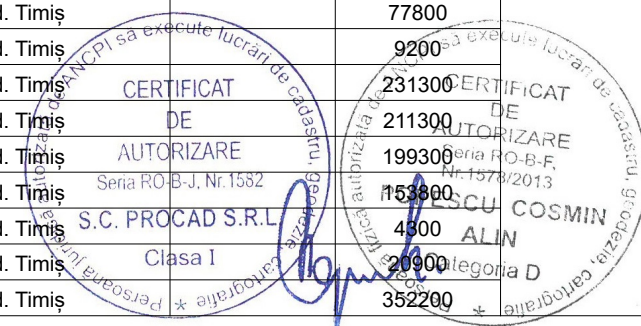 d. Timiș 77800
d. Timiș 9200
d. Timiș 231300
d. Timiș 211300
d. Timiș 199300
d. Timiș 153800
d. Timiș 4300
d. Timiș 20900
d. Timiș 352200
Persoană juridică autorizată de ANCPI să execute lucrări de cadastru, geodezie, cartografie *
CERTIFICAT
DE
AUTORIZARE
Seria RO-B-J, Nr.1582
S.C. PROCAD S.R.L
Clasa I
Persoană fizică autorizată de ANCPI să execute lucrări de cadastru, geodezie, cartografie *
CERTIFICAT
DE
AUTORIZARE
Seria RO-B-F,
Nr.1578/2013
COSMIN
ALIN
Categoria D